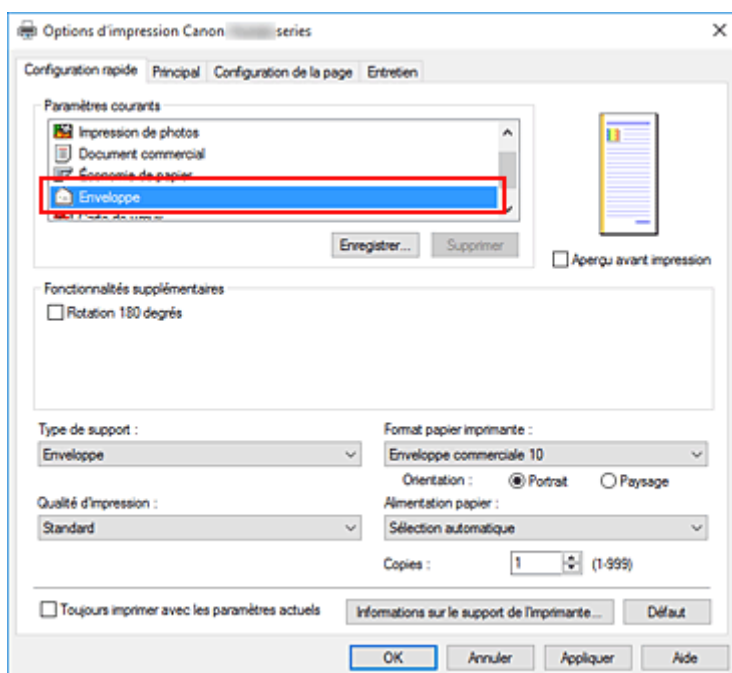 Options d'impression Canon series
Configuration rapide Principal Configuration de la page Entretien
Paramètres courants
Impression de photos
Document commercial
Économie de papier
Enveloppe
Carte de vœux
Enregistrer... Supprimer
Aperçu avant impression
Fonctionnalités supplémentaires
Rotation 180 degrés
Type de support : Format papier imprimante :
Enveloppe Enveloppe commerciale 10
Orientation : Portrait Paysage
Qualité d'impression : Alimentation papier :
Standard Sélection automatique
Copies : 1 (1-999)
Toujours imprimer avec les paramètres actuels Informations sur le support de l'imprimante... Défaut
OK Annuler Appliquer Aide